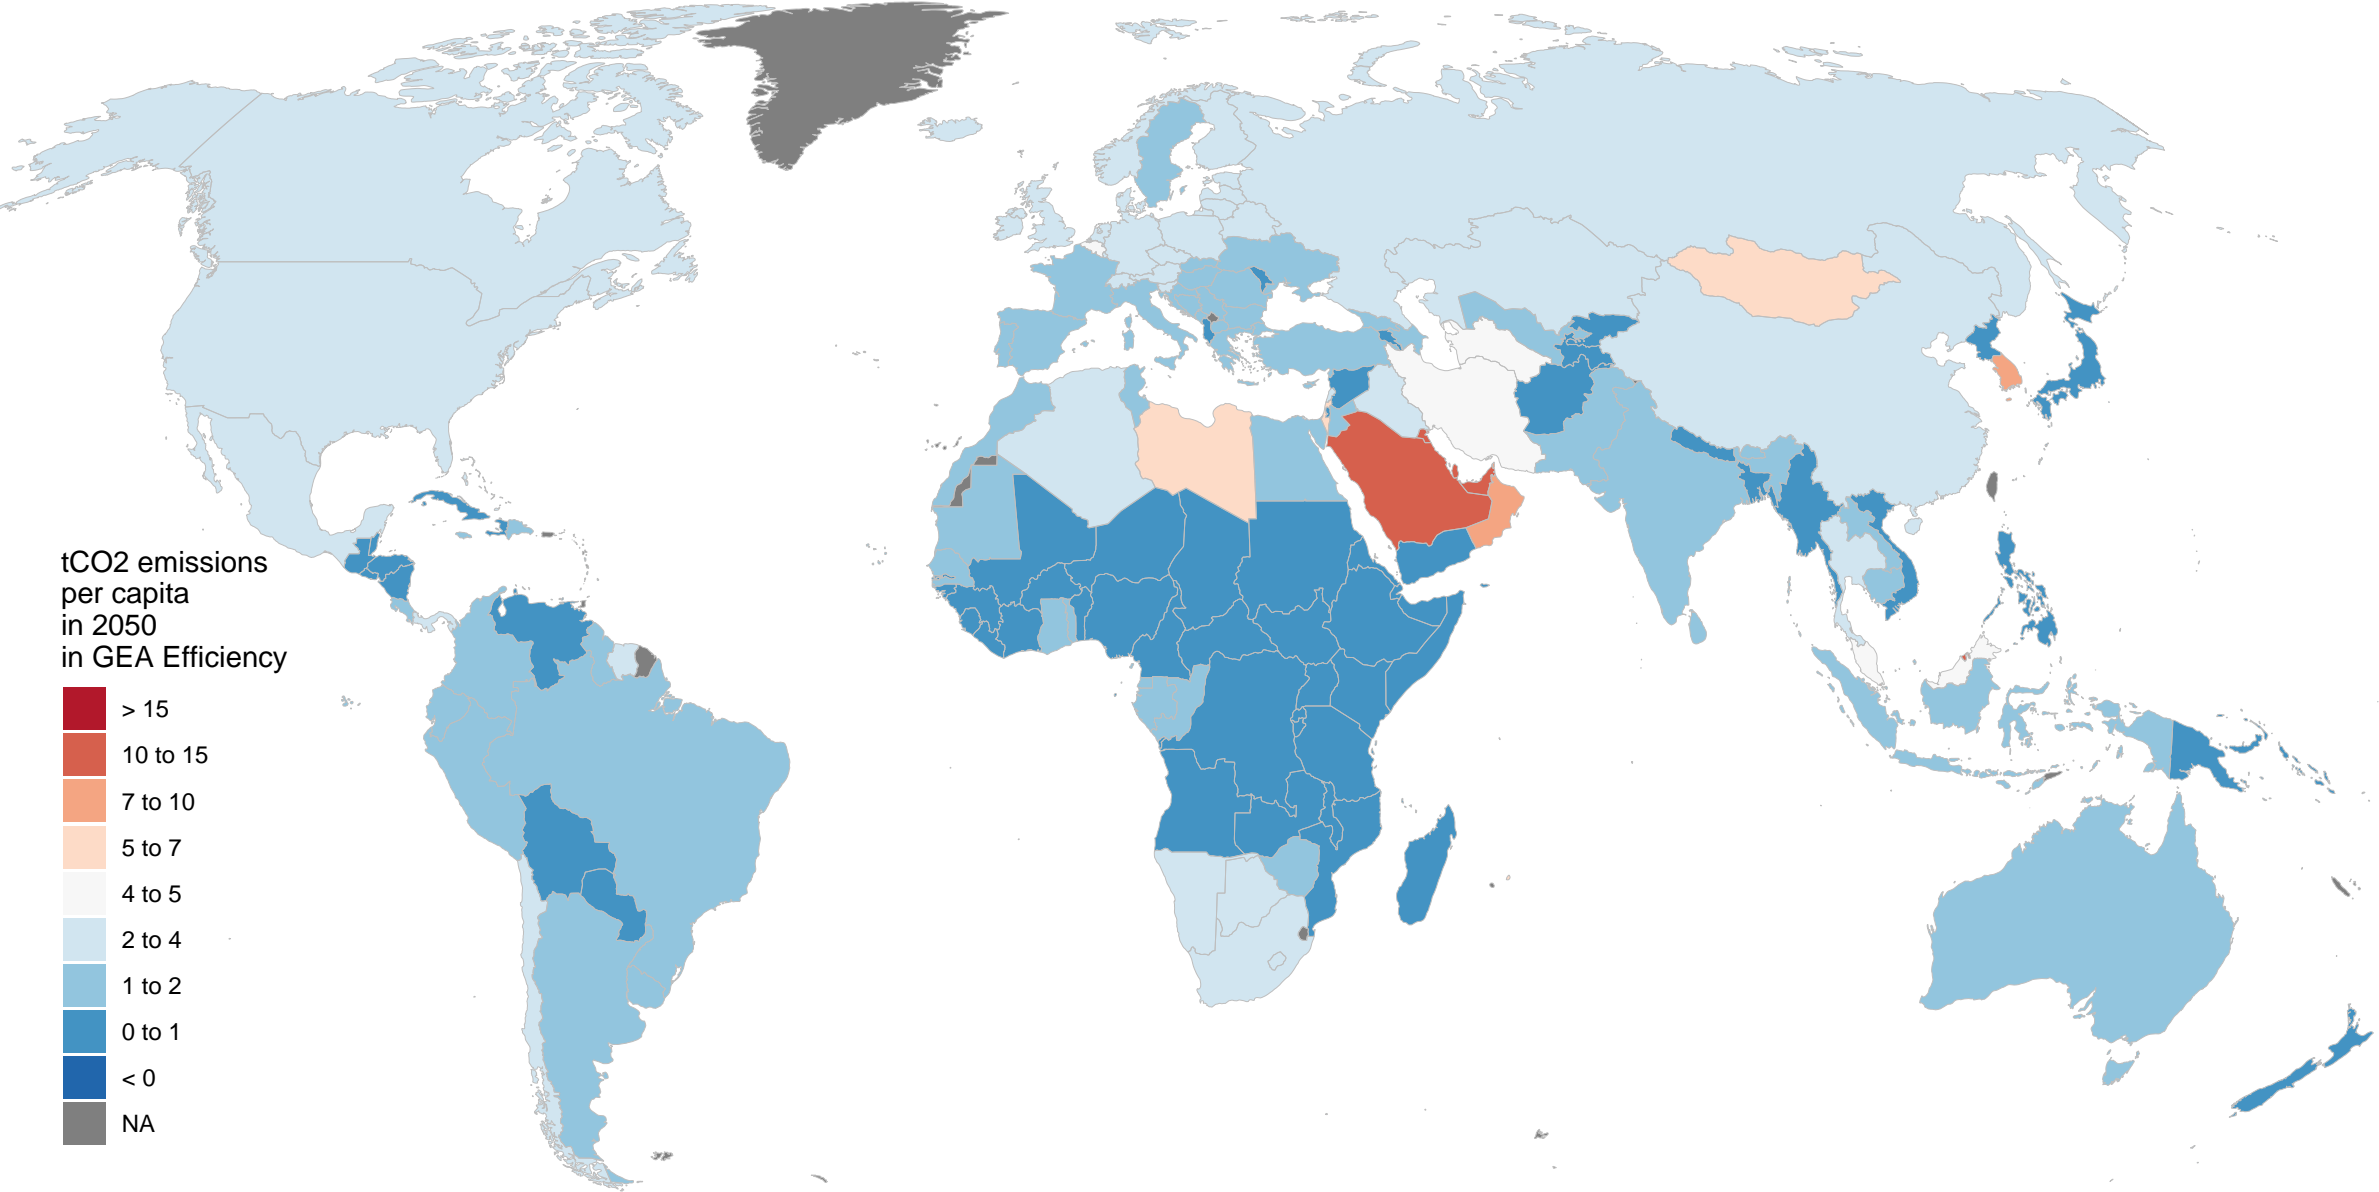 tCO2 emissions
per capita
in 2050
in GEA Efficiency
> 15
10 to 15
7 to 10
5 to 7
4 to 5
2 to 4
1 to 2
0 to 1
< 0
NA